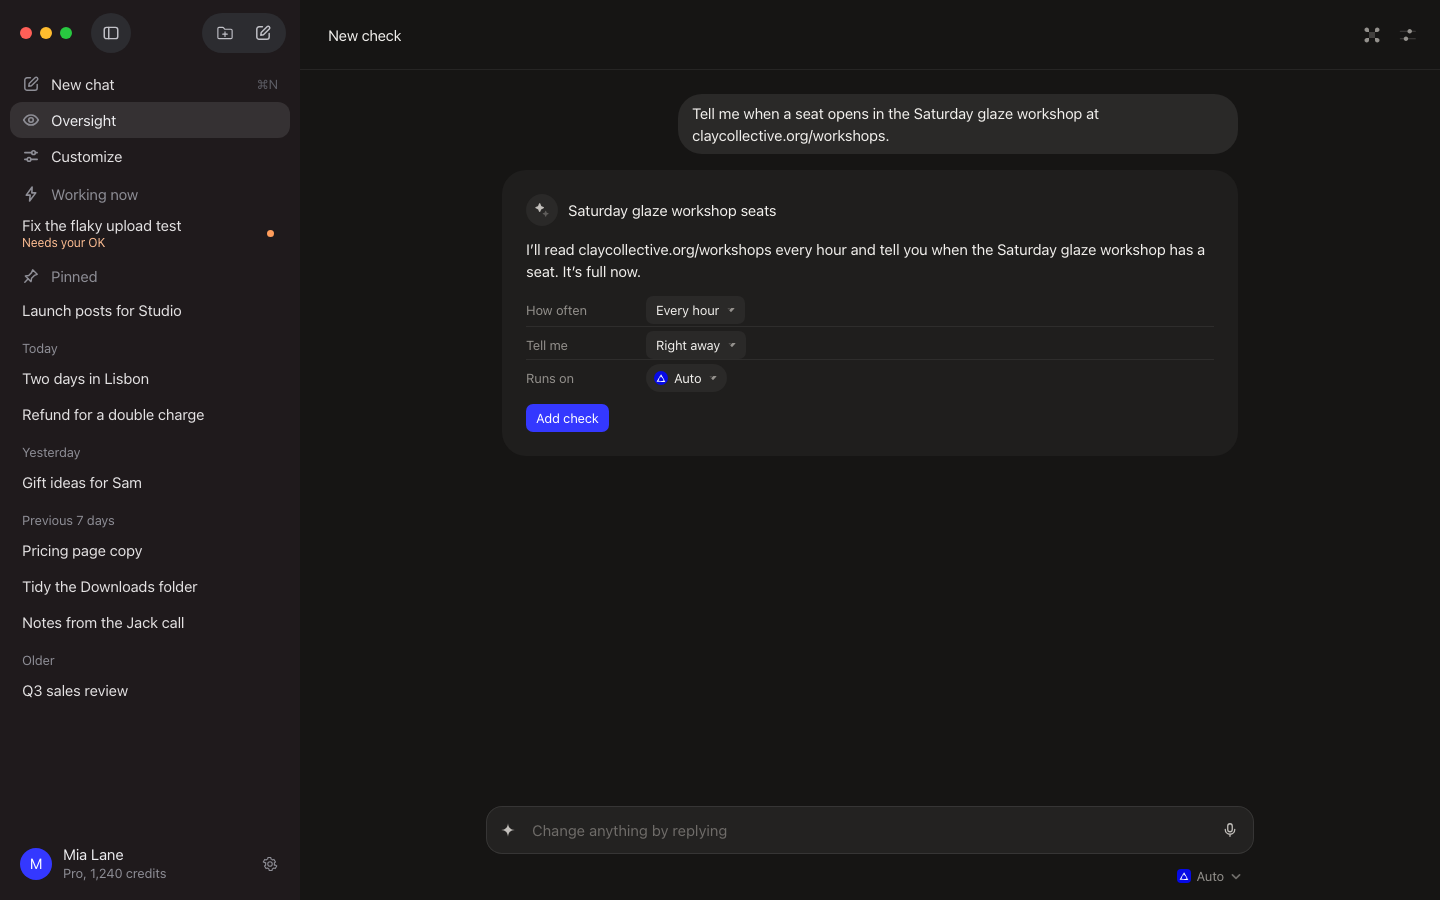 New chat
⌘N
Oversight
Customize
Working now
Fix the flaky upload test
Needs your OK
Pinned
Launch posts for Studio
Today
Two days in Lisbon
Refund for a double charge
Yesterday
Gift ideas for Sam
Previous 7 days
Pricing page copy
Tidy the Downloads folder
Notes from the Jack call
Older
Q3 sales review
M
Mia Lane
Pro, 1,240 credits
New check
Tell me when a seat opens in the Saturday glaze workshop at
claycollective.org/workshops.
Saturday glaze workshop seats
I’ll read claycollective.org/workshops every hour and tell you when the Saturday glaze workshop has a
seat. It’s full now.
How often
Every hour
Tell me
Right away
Runs on
Auto
Add check
Change anything by replying
Auto